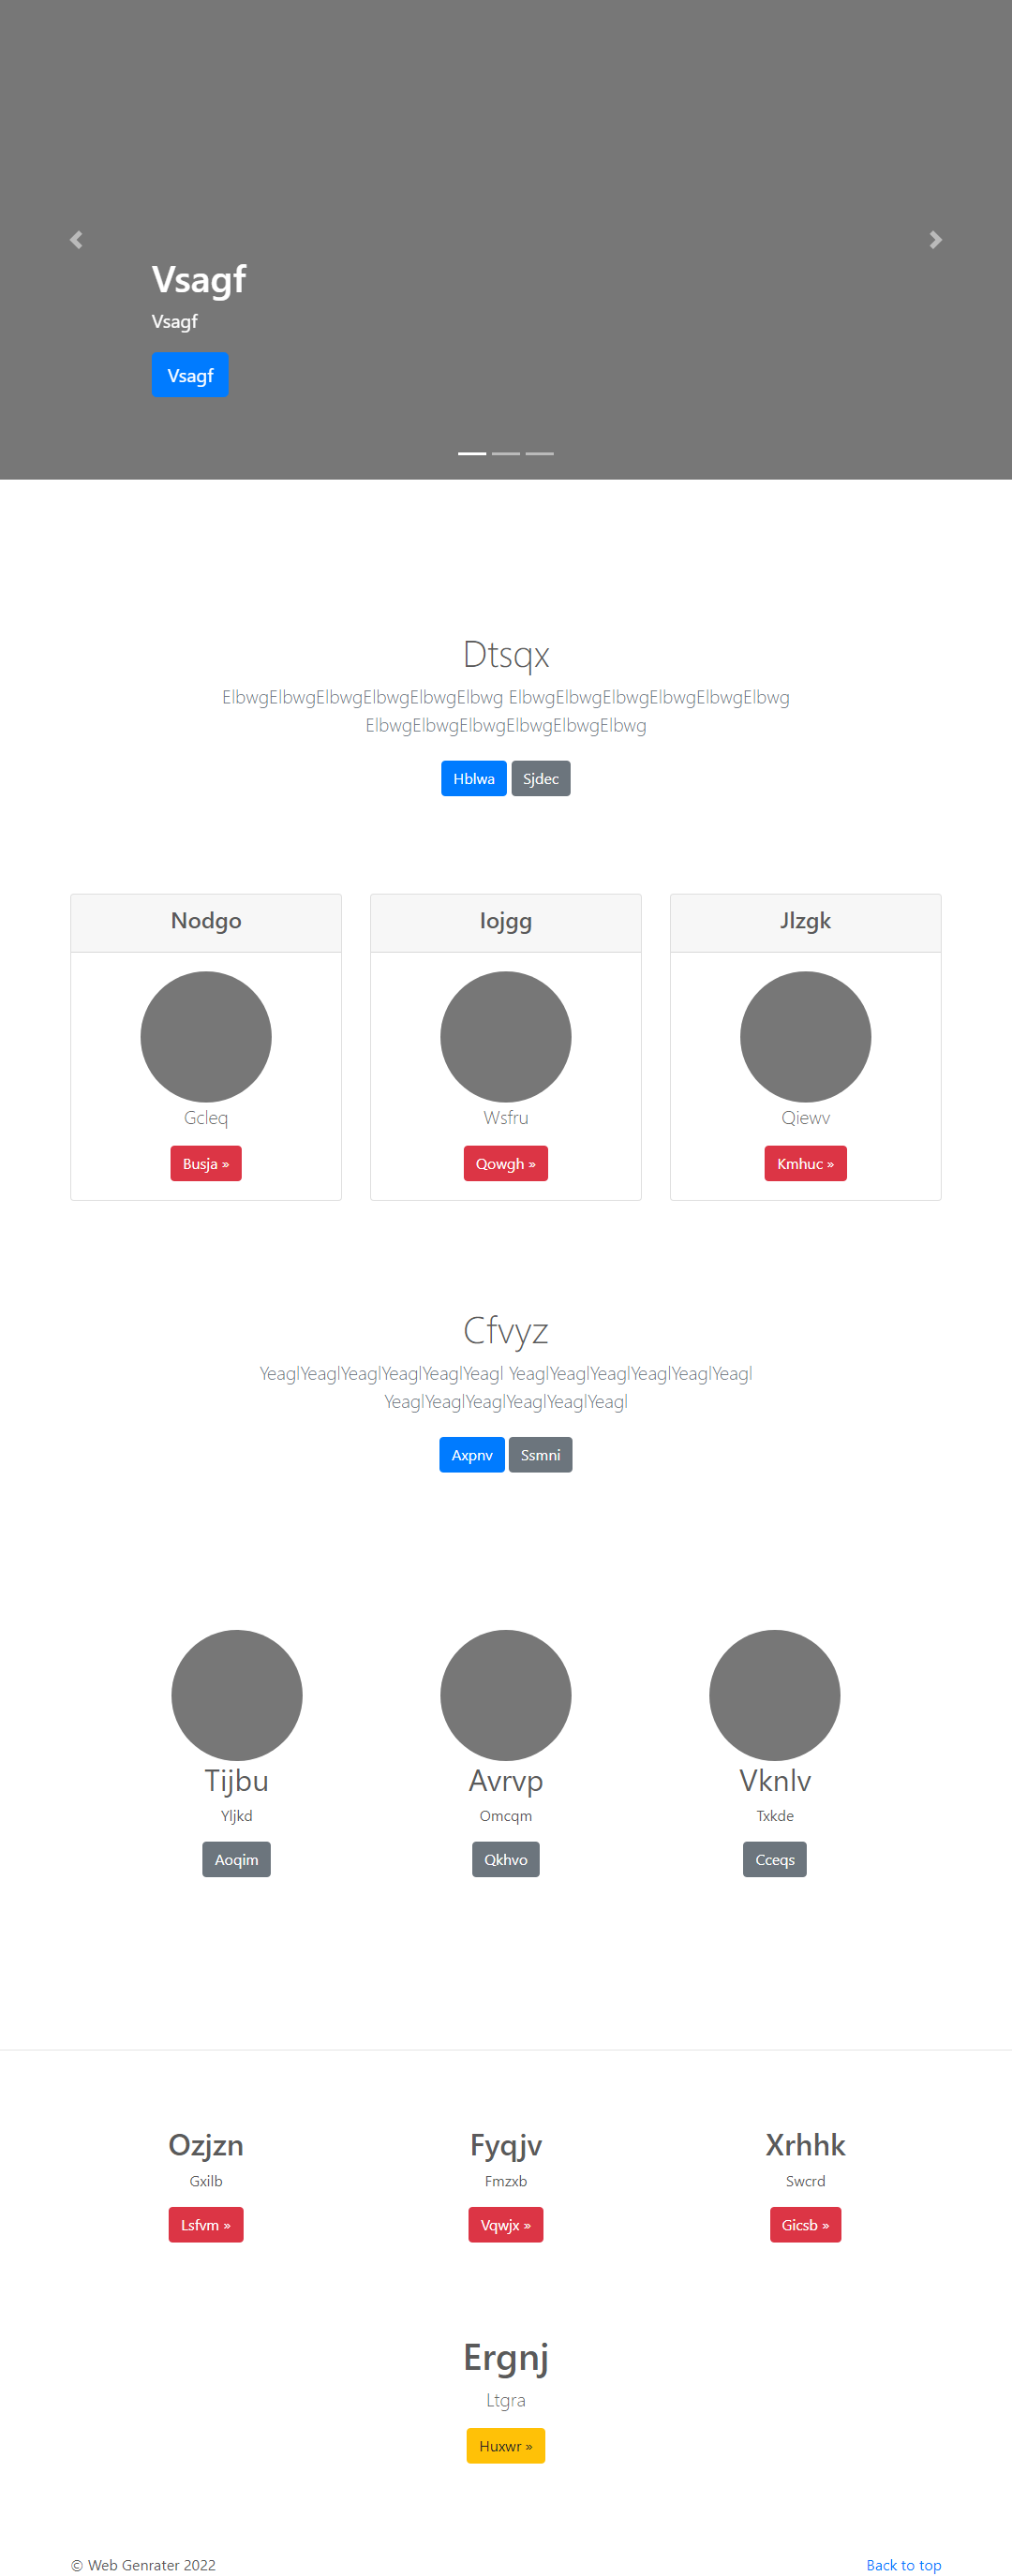 Vsagf
Vsagf
Vsagf
Dtsqx
ElbwgElbwgElbwgElbwgElbwgElbwg ElbwgElbwgElbwgElbwgElbwgElbwg
ElbwgElbwgElbwgElbwgElbwgElbwg
Hblwa Sjdec
Nodgo Iojgg Jlzgk
Gcleq Wsfru Qiewv
Busja » Qowgh » Kmhuc »
Cfvyz
YeaglYeaglYeaglYeaglYeaglYeagl YeaglYeaglYeaglYeaglYeaglYeagl
YeaglYeaglYeaglYeaglYeaglYeagl
Axpnv Ssmni
Tijbu Avrvp Vknlv
Yljkd Omcqm Txkde
Aoqim Qkhvo Cceqs
Ozjzn Fyqjv Xrhhk
Gxilb Fmzxb Swcrd
Lsfvm » Vqwjx » Gicsb »
Ergnj
Ltgra
Huxwr »
© Web Genrater 2022 Back to top